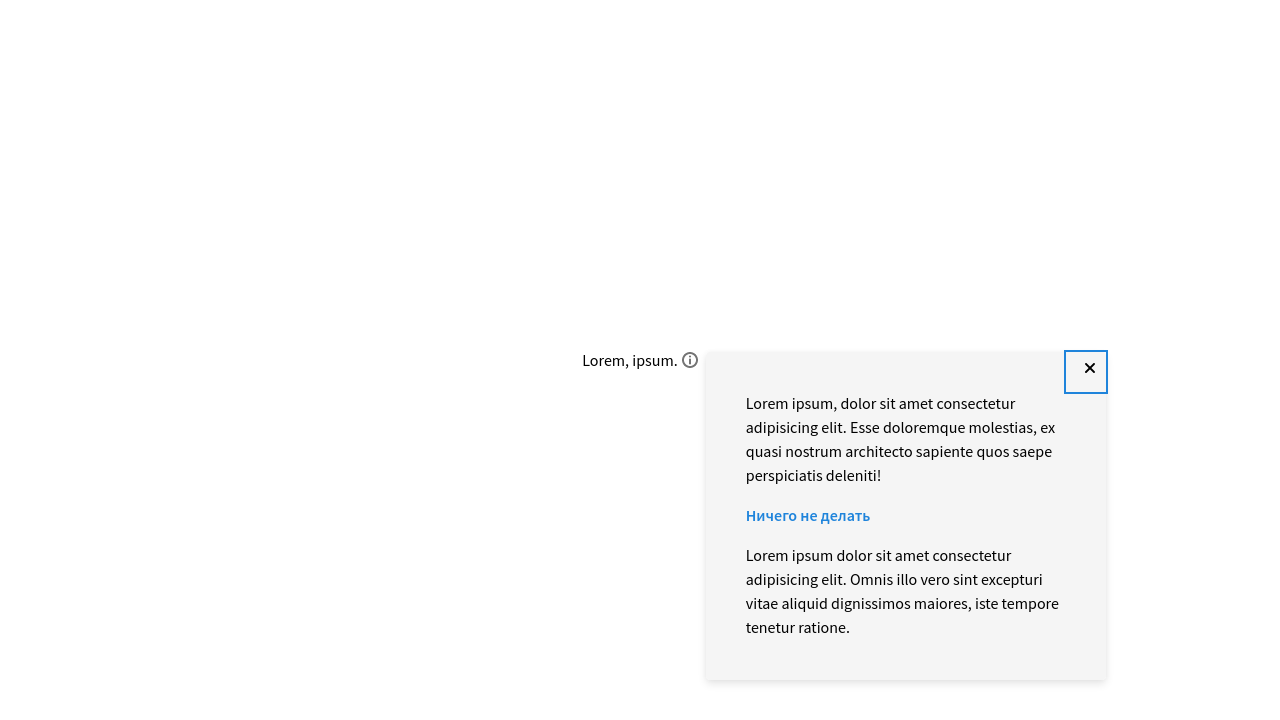 Lorem, ipsum.
Lorem ipsum, dolor sit amet consectetur
adipisicing elit. Esse doloremque molestias, ex
quasi nostrum architecto sapiente quos saepe
perspiciatis deleniti!
Ничего не делать
Lorem ipsum dolor sit amet consectetur
adipisicing elit. Omnis illo vero sint excepturi
vitae aliquid dignissimos maiores, iste tempore
tenetur ratione.